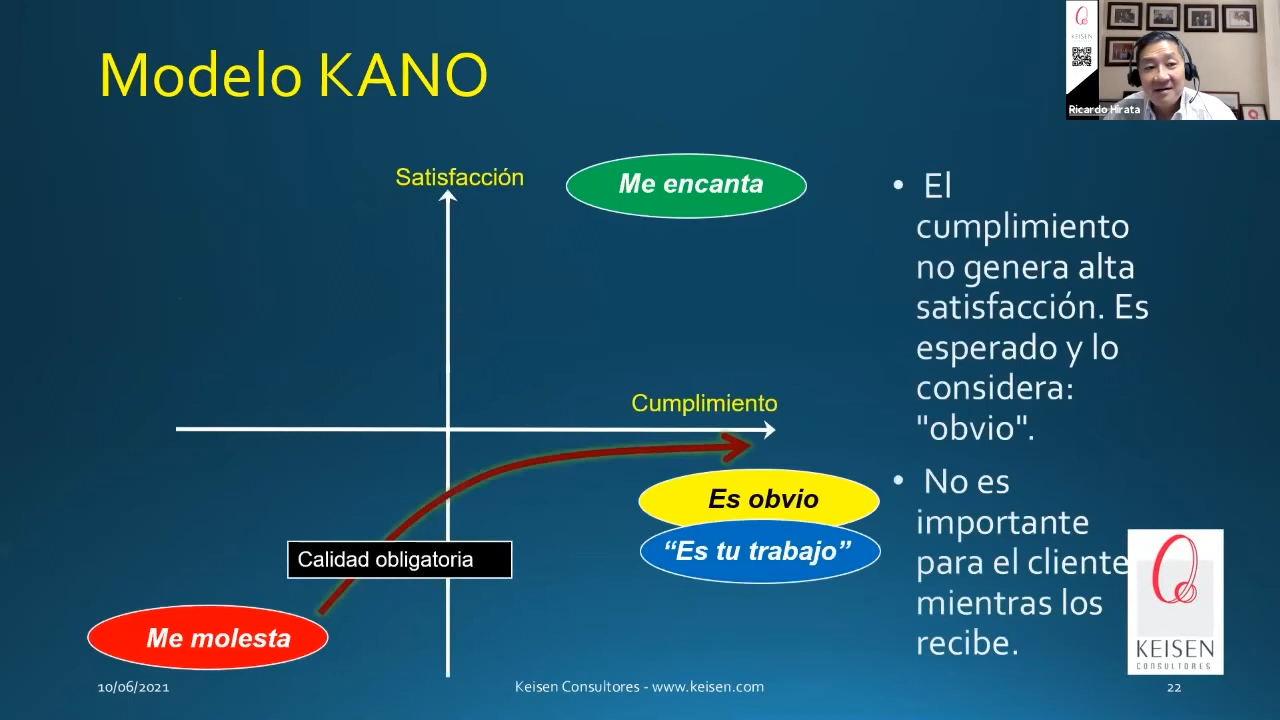 Modelo KANO
KEISEN
Ricardo Hirata
Satisfacción
Me encanta
Cumplimiento
Es obvio
“Es tu trabajo”
Calidad obligatoria
Me molesta
• El
cumplimiento
no genera alta
satisfacción. Es
esperado y lo
considera:
"obvio".
• No es
importante
para el cliente
mientras los
recibe.
KEISEN
CONSULTORES
10/06/2021
Keisen Consultores - www.keisen.com
22